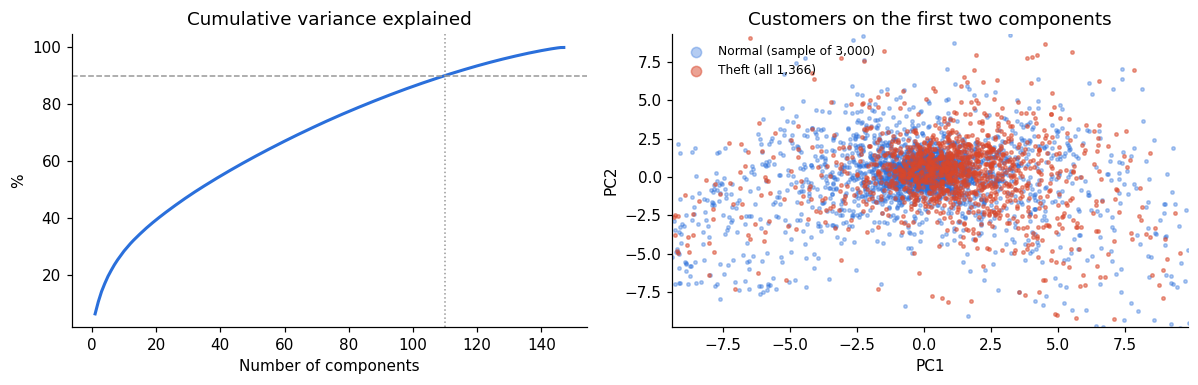 Cumulative variance explained
100
80
60
40
20
%
0 20 40 60 80 100 120 140
Number of components
Customers on the first two components
Normal (sample of 3,000)
Theft (all 1,366)
7.5
5.0
2.5
0.0
−2.5
−5.0
−7.5
PC2
−7.5 −5.0 −2.5 0.0 2.5 5.0 7.5
PC1